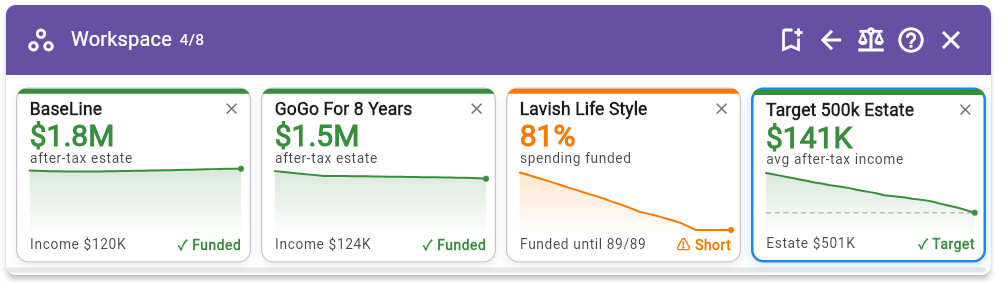 Workspace 4/8
BaseLine
$1.8M
after-tax estate
Income $120K
✓ Funded
GoGo For 8 Years
$1.5M
after-tax estate
Income $124K
✓ Funded
Lavish Life Style
81%
spending funded
Funded until 89/89
⚠ Short
Target 500k Estate
$141K
avg after-tax income
Estate $501K
✓ Target